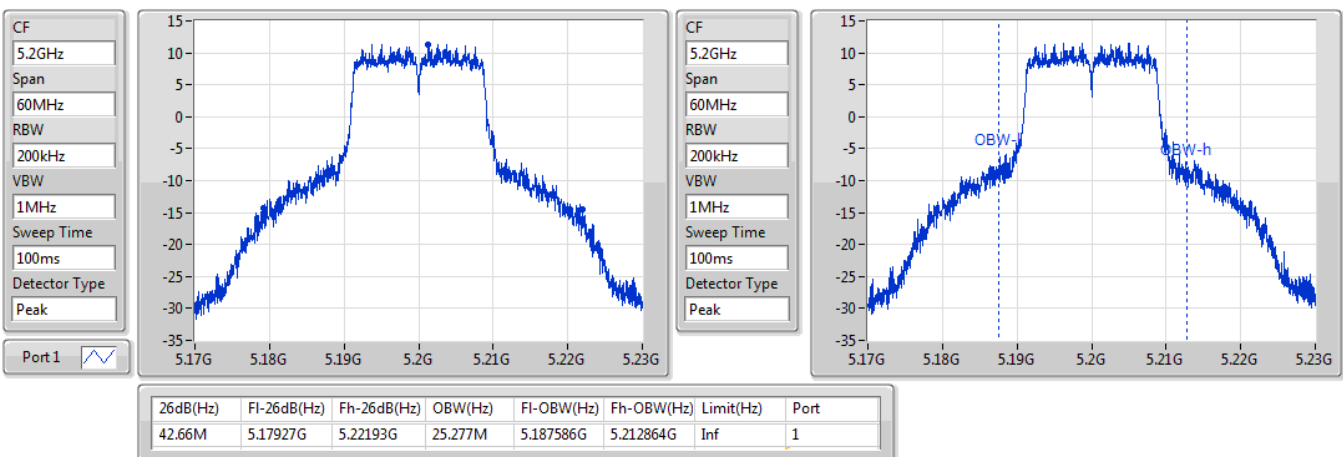 CF
5.2GHz
Span
60MHz
RBW
200kHz
VBW
1MHz
Sweep Time
100ms
Detector Type
Peak
Port 1
15
10
5
0
-5
-10
-15
-20
-25
-30
-35
5.17G 5.18G 5.19G 5.2G 5.21G 5.22G 5.23G
CF
5.2GHz
Span
60MHz
RBW
200kHz
VBW
1MHz
Sweep Time
100ms
Detector Type
Peak
15
10
5
0
-5
-10
-15
-20
-25
-30
-35
OBW-l
OBW-h
5.17G 5.18G 5.19G 5.2G 5.21G 5.22G 5.23G
26dB(Hz) Fl-26dB(Hz) Fh-26dB(Hz) OBW(Hz) Fl-OBW(Hz) Fh-OBW(Hz) Limit(Hz) Port
42.66M 5.17927G 5.22193G 25.277M 5.187586G 5.212864G Inf 1